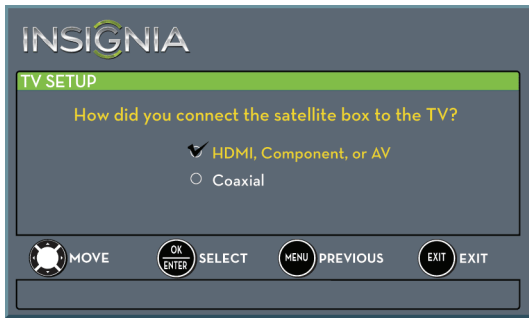 INSIGNIA
TV SETUP
How did you connect the satellite box to the TV?
HDMI, Component, or AV
Coaxial
MOVE OK ENTER SELECT MENU PREVIOUS EXIT EXIT